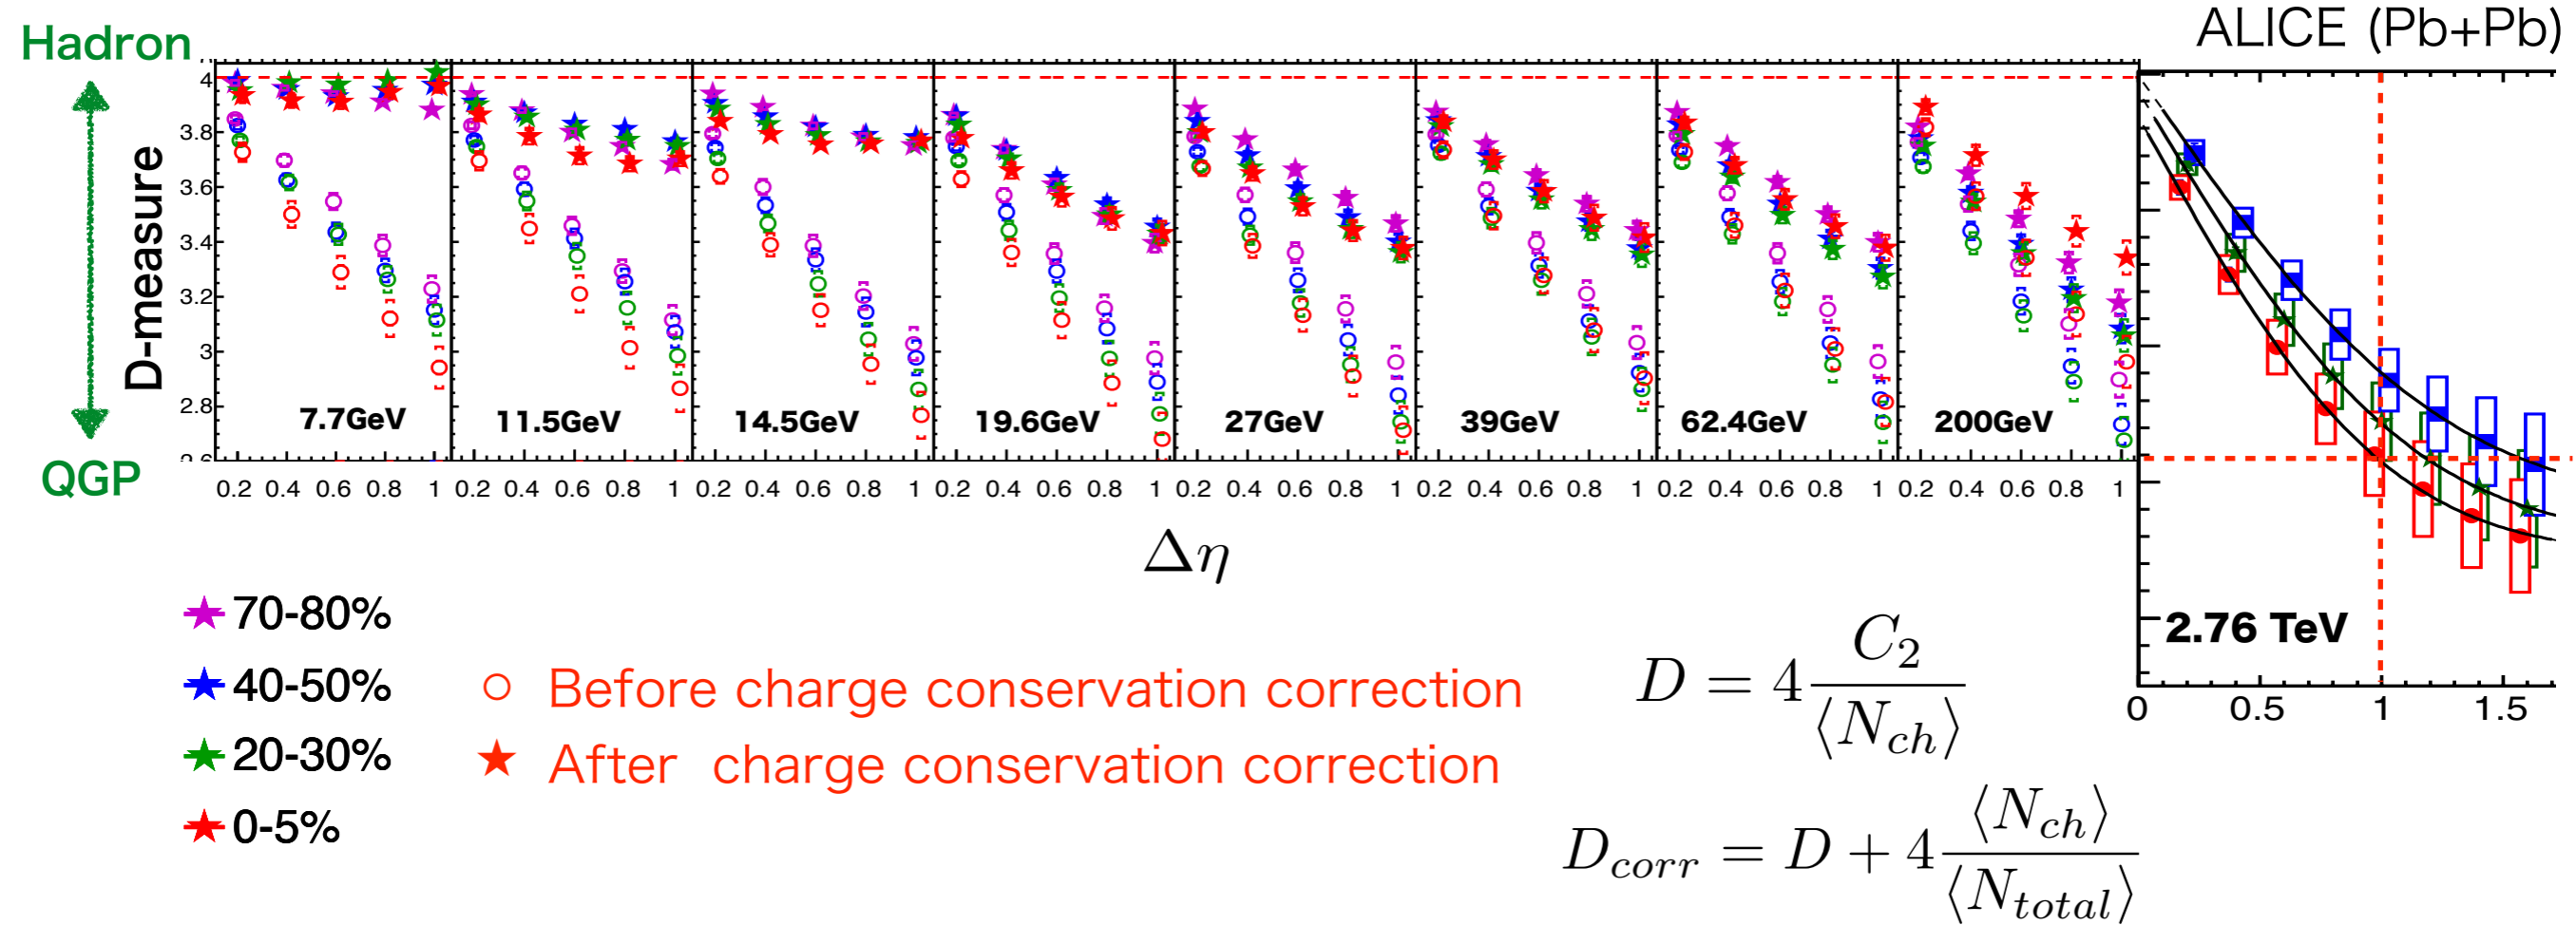 Hadron
ALICE (Pb+Pb)
D-measure
4
3.8
3.6
3.4
3.2
3
2.8
2.6
7.7GeV
11.5GeV
14.5GeV
19.6GeV
27GeV
39GeV
62.4GeV
200GeV
QGP
0.2 0.4 0.6 0.8 1 0.2 0.4 0.6 0.8 1 0.2 0.4 0.6 0.8 1 0.2 0.4 0.6 0.8 1 0.2 0.4 0.6 0.8 1 0.2 0.4 0.6 0.8 1 0.2 0.4 0.6 0.8 1 0.2 0.4 0.6 0.8 1
Δη
2.76 TeV
0 0.5 1 1.5
70-80%
40-50%
20-30%
0-5%
Before charge conservation correction
After charge conservation correction
D = 4 C₂ / ⟨N_ch⟩
D_corr = D + 4 ⟨N_ch⟩ / ⟨N_total⟩